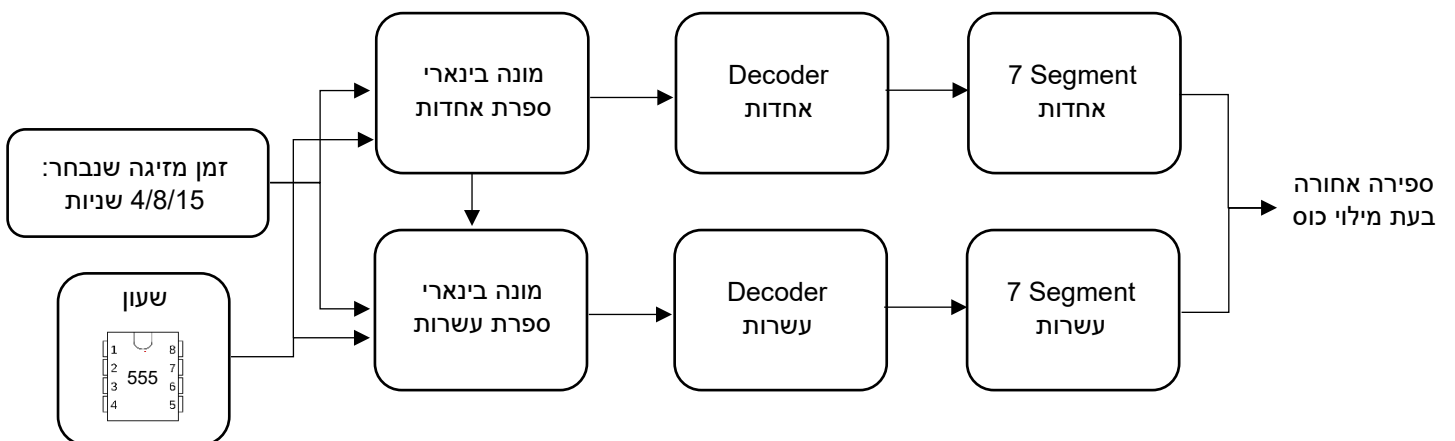 זמן מזיגה שנבחר:
4/8/15 שניות
שעון
555
1
2
3
4
8
7
6
5
מונה בינארי
ספרת אחדות
Decoder
אחדות
7 Segment
אחדות
מונה בינארי
ספרת עשרות
Decoder
עשרות
7 Segment
עשרות
ספירה אחורה
בעת מילוי כוס